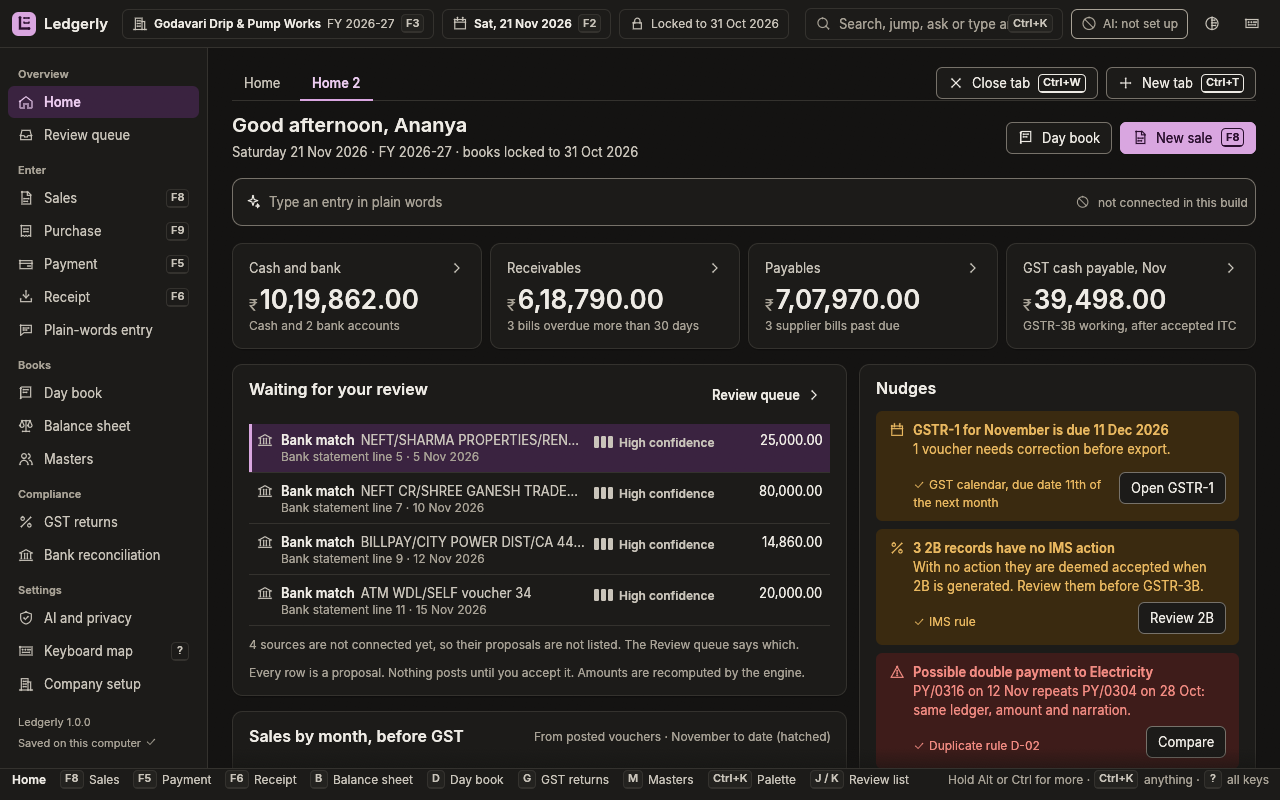 Ledgerly
Godavari Drip & Pump Works FY 2026-27 F3
Sat, 21 Nov 2026 F2
Locked to 31 Oct 2026
Search, jump, ask or type a Ctrl+K
AI: not set up
Overview
Home
Review queue
Enter
Sales F8
Purchase F9
Payment F5
Receipt F6
Plain-words entry
Books
Day book
Balance sheet
Masters
Compliance
GST returns
Bank reconciliation
Settings
AI and privacy
Keyboard map ?
Company setup
Ledgerly 1.0.0
Saved on this computer
Home
Home 2
Close tab Ctrl+W
New tab Ctrl+T
Good afternoon, Ananya
Saturday 21 Nov 2026 · FY 2026-27 · books locked to 31 Oct 2026
Day book
New sale F8
Type an entry in plain words
not connected in this build
Cash and bank
₹10,19,862.00
Cash and 2 bank accounts
Receivables
₹6,18,790.00
3 bills overdue more than 30 days
Payables
₹7,07,970.00
3 supplier bills past due
GST cash payable, Nov
₹39,498.00
GSTR-3B working, after accepted ITC
Waiting for your review
Review queue
Bank match NEFT/SHARMA PROPERTIES/REN... High confidence 25,000.00
Bank statement line 5 · 5 Nov 2026
Bank match NEFT CR/SHREE GANESH TRADE... High confidence 80,000.00
Bank statement line 7 · 10 Nov 2026
Bank match BILLPAY/CITY POWER DIST/CA 44... High confidence 14,860.00
Bank statement line 9 · 12 Nov 2026
Bank match ATM WDL/SELF voucher 34 High confidence 20,000.00
Bank statement line 11 · 15 Nov 2026
4 sources are not connected yet, so their proposals are not listed. The Review queue says which.
Every row is a proposal. Nothing posts until you accept it. Amounts are recomputed by the engine.
Sales by month, before GST
From posted vouchers · November to date (hatched)
Nudges
GSTR-1 for November is due 11 Dec 2026
1 voucher needs correction before export.
✓ GST calendar, due date 11th of
the next month
Open GSTR-1
3 2B records have no IMS action
With no action they are deemed accepted when
2B is generated. Review them before GSTR-3B.
✓ IMS rule
Review 2B
Possible double payment to Electricity
PY/0316 on 12 Nov repeats PY/0304 on 28 Oct:
same ledger, amount and narration.
✓ Duplicate rule D-02
Compare
Home F8 Sales F5 Payment F6 Receipt B Balance sheet D Day book G GST returns M Masters Ctrl+K Palette J / K Review list Hold Alt or Ctrl for more · Ctrl+K anything · ? all keys